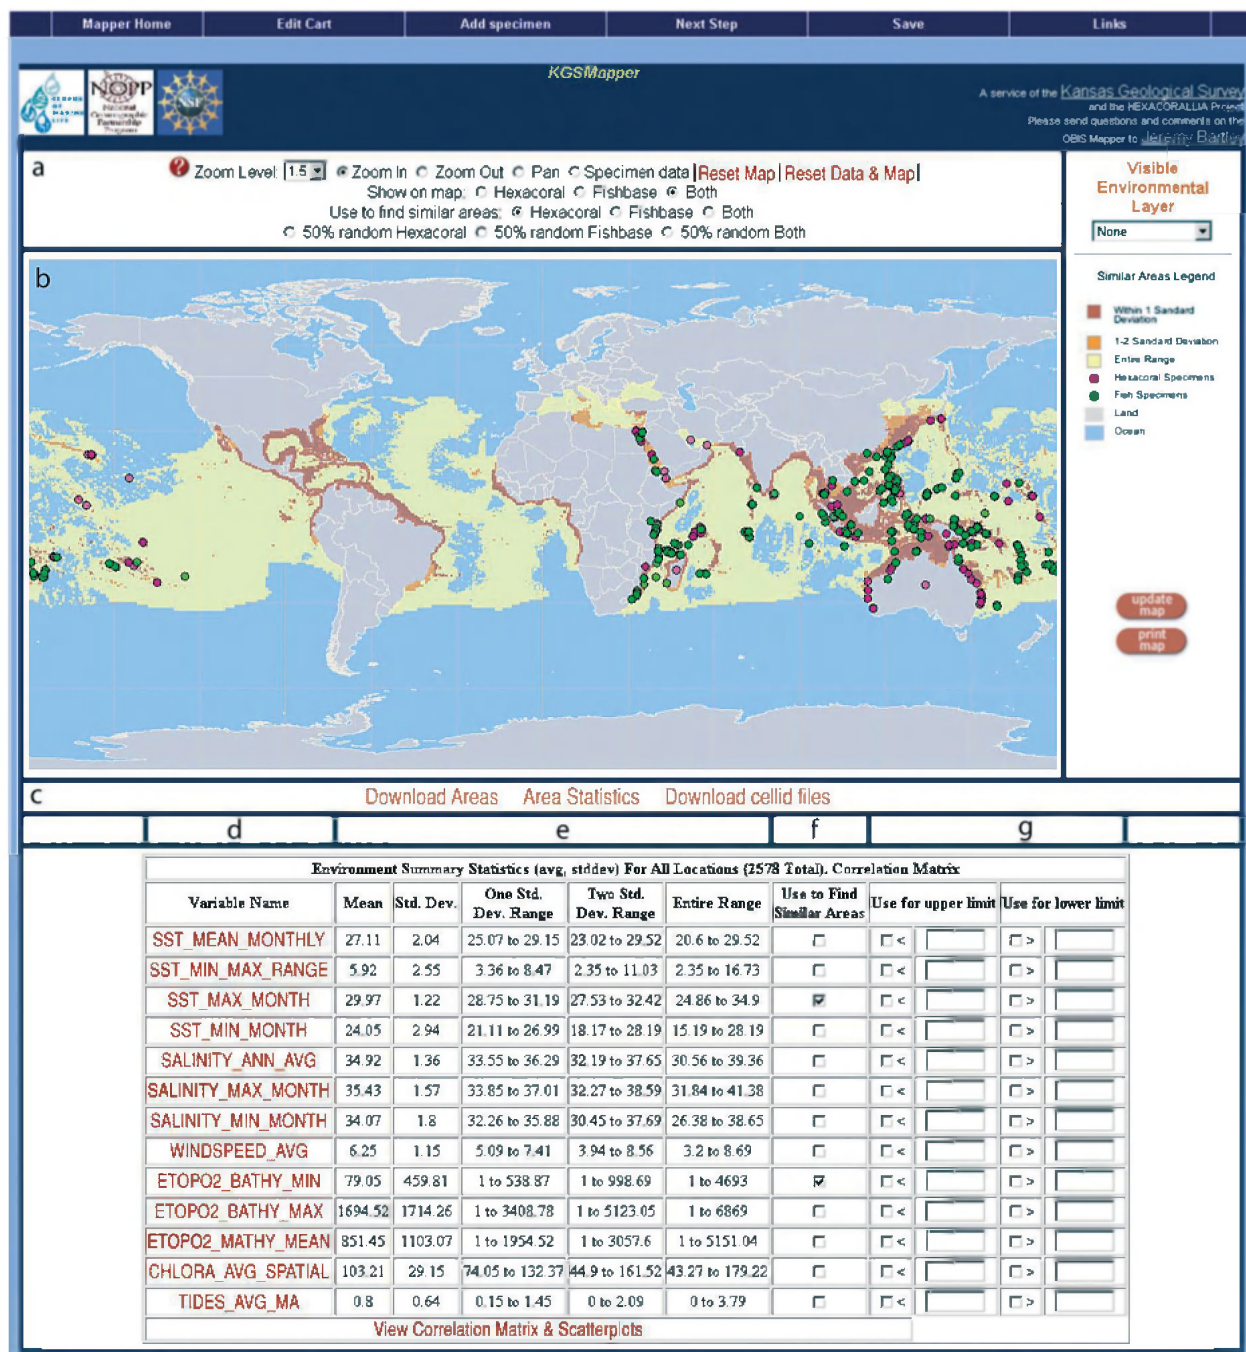 Mapper Home Edit Cart Add specimen Next Step Save Links
KGSMapper
NOPP
National
Oceanographic
Partnership
Program
NSF
A service of the Kansas Geological Survey
and the HEXACORALLIA Project
Please send questions and comments on the
OBIS Mapper to Jeremy Bartley
a
? Zoom Level: 1.5 Zoom In Zoom Out Pan Specimen data |Reset Map| Reset Data & Map|
Show on map: Hexacoral Fishbase Both
Use to find similar areas: Hexacoral Fishbase Both
50% random Hexacoral 50% random Fishbase 50% random Both
Visible
Environmental
Layer
None
b
Similar Areas Legend
Within 1 Sandard
Deviation
1-2 Sandard Deviation
Entire Range
Hexacoral Specimens
Fish Specimens
Land
Ocean
update
map
print
map
c Download Areas Area Statistics Download cellid files
d e f g
Environment Summary Statistics (avg, stddev) For All Locations (2578 Total). Correlation Matrix
Variable Name Mean Std. Dev. One Std. Dev. Range Two Std. Dev. Range Entire Range Use to Find Similar Areas Use for upper limit Use for lower limit
SST_MEAN_MONTHLY 27.11 2.04 25.07 to 29.15 23.02 to 29.52 20.6 to 29.52 < >
SST_MIN_MAX_RANGE 5.92 2.55 3.36 to 8.47 2.35 to 11.03 2.35 to 16.73 < >
SST_MAX_MONTH 29.97 1.22 28.75 to 31.19 27.53 to 32.42 24.86 to 34.9 < >
SST_MIN_MONTH 24.05 2.94 21.11 to 26.99 18.17 to 28.19 15.19 to 28.19 < >
SALINITY_ANN_AVG 34.92 1.36 33.55 to 36.29 32.19 to 37.65 30.56 to 39.36 < >
SALINITY_MAX_MONTH 35.43 1.57 33.85 to 37.01 32.27 to 38.59 31.84 to 41.38 < >
SALINITY_MIN_MONTH 34.07 1.8 32.26 to 35.88 30.45 to 37.69 26.38 to 38.65 < >
WINDSPEED_AVG 6.25 1.15 5.09 to 7.41 3.94 to 8.56 3.2 to 8.69 < >
ETOPO2_BATHY_MIN 79.05 459.81 1 to 538.87 1 to 998.69 1 to 4693 < >
ETOPO2_BATHY_MAX 1694.52 1714.26 1 to 3408.78 1 to 5123.05 1 to 6869 < >
ETOPO2_MATHY_MEAN 851.45 1103.07 1 to 1954.52 1 to 3057.6 1 to 5151.04 < >
CHLORA_AVG_SPATIAL 103.21 29.15 74.05 to 132.37 44.9 to 161.52 43.27 to 179.22 < >
TIDES_AVG_MA 0.8 0.64 0.15 to 1.45 0 to 2.09 0 to 3.79 < >
View Correlation Matrix & Scatterplots